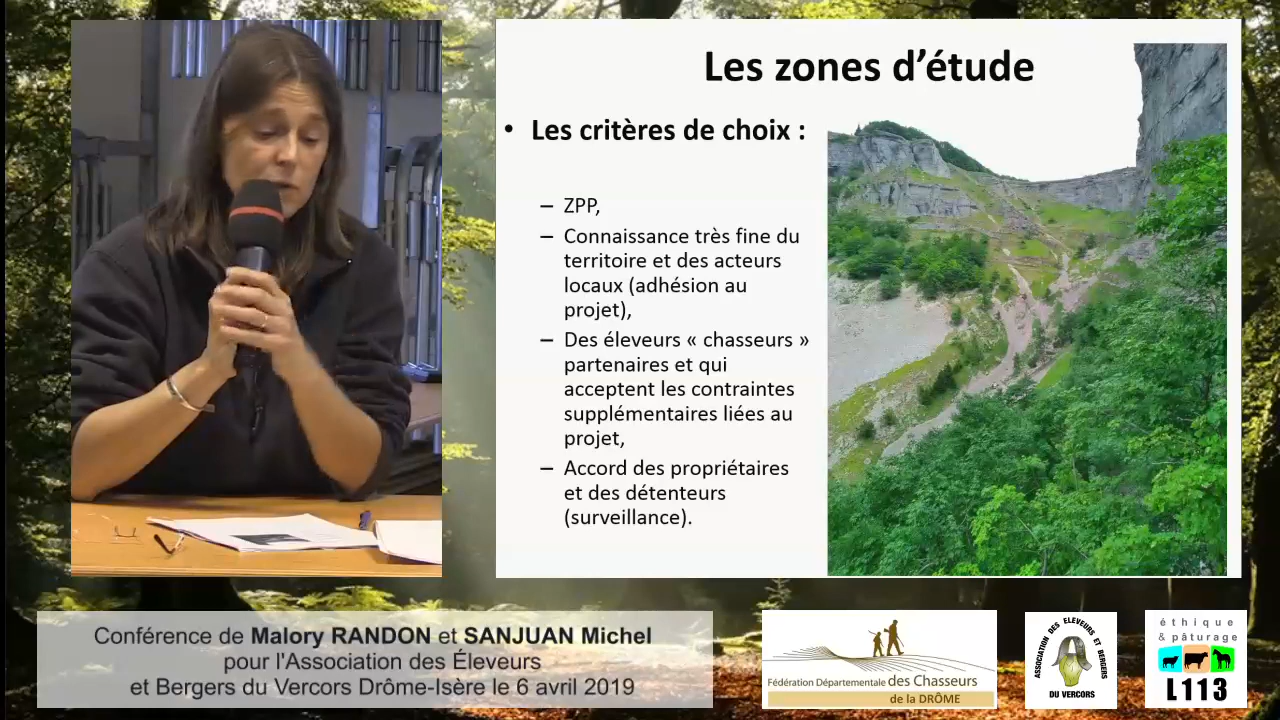 Les zones d’étude
• Les critères de choix :
– ZPP,
– Connaissance très fine du
territoire et des acteurs
locaux (adhésion au
projet),
– Des éleveurs « chasseurs »
partenaires et qui
acceptent les contraintes
supplémentaires liées au
projet,
– Accord des propriétaires
et des détenteurs
(surveillance).
Conférence de Malory RANDON et SANJUAN Michel
pour l'Association des Éleveurs
et Bergers du Vercors Drôme-Isère le 6 avril 2019
Fédération Départementale des Chasseurs
de la DRÔME
ASSOCIATION DES ELEVEURS ET BERGERS
DU VERCORS
éthique
& pâturage
L113